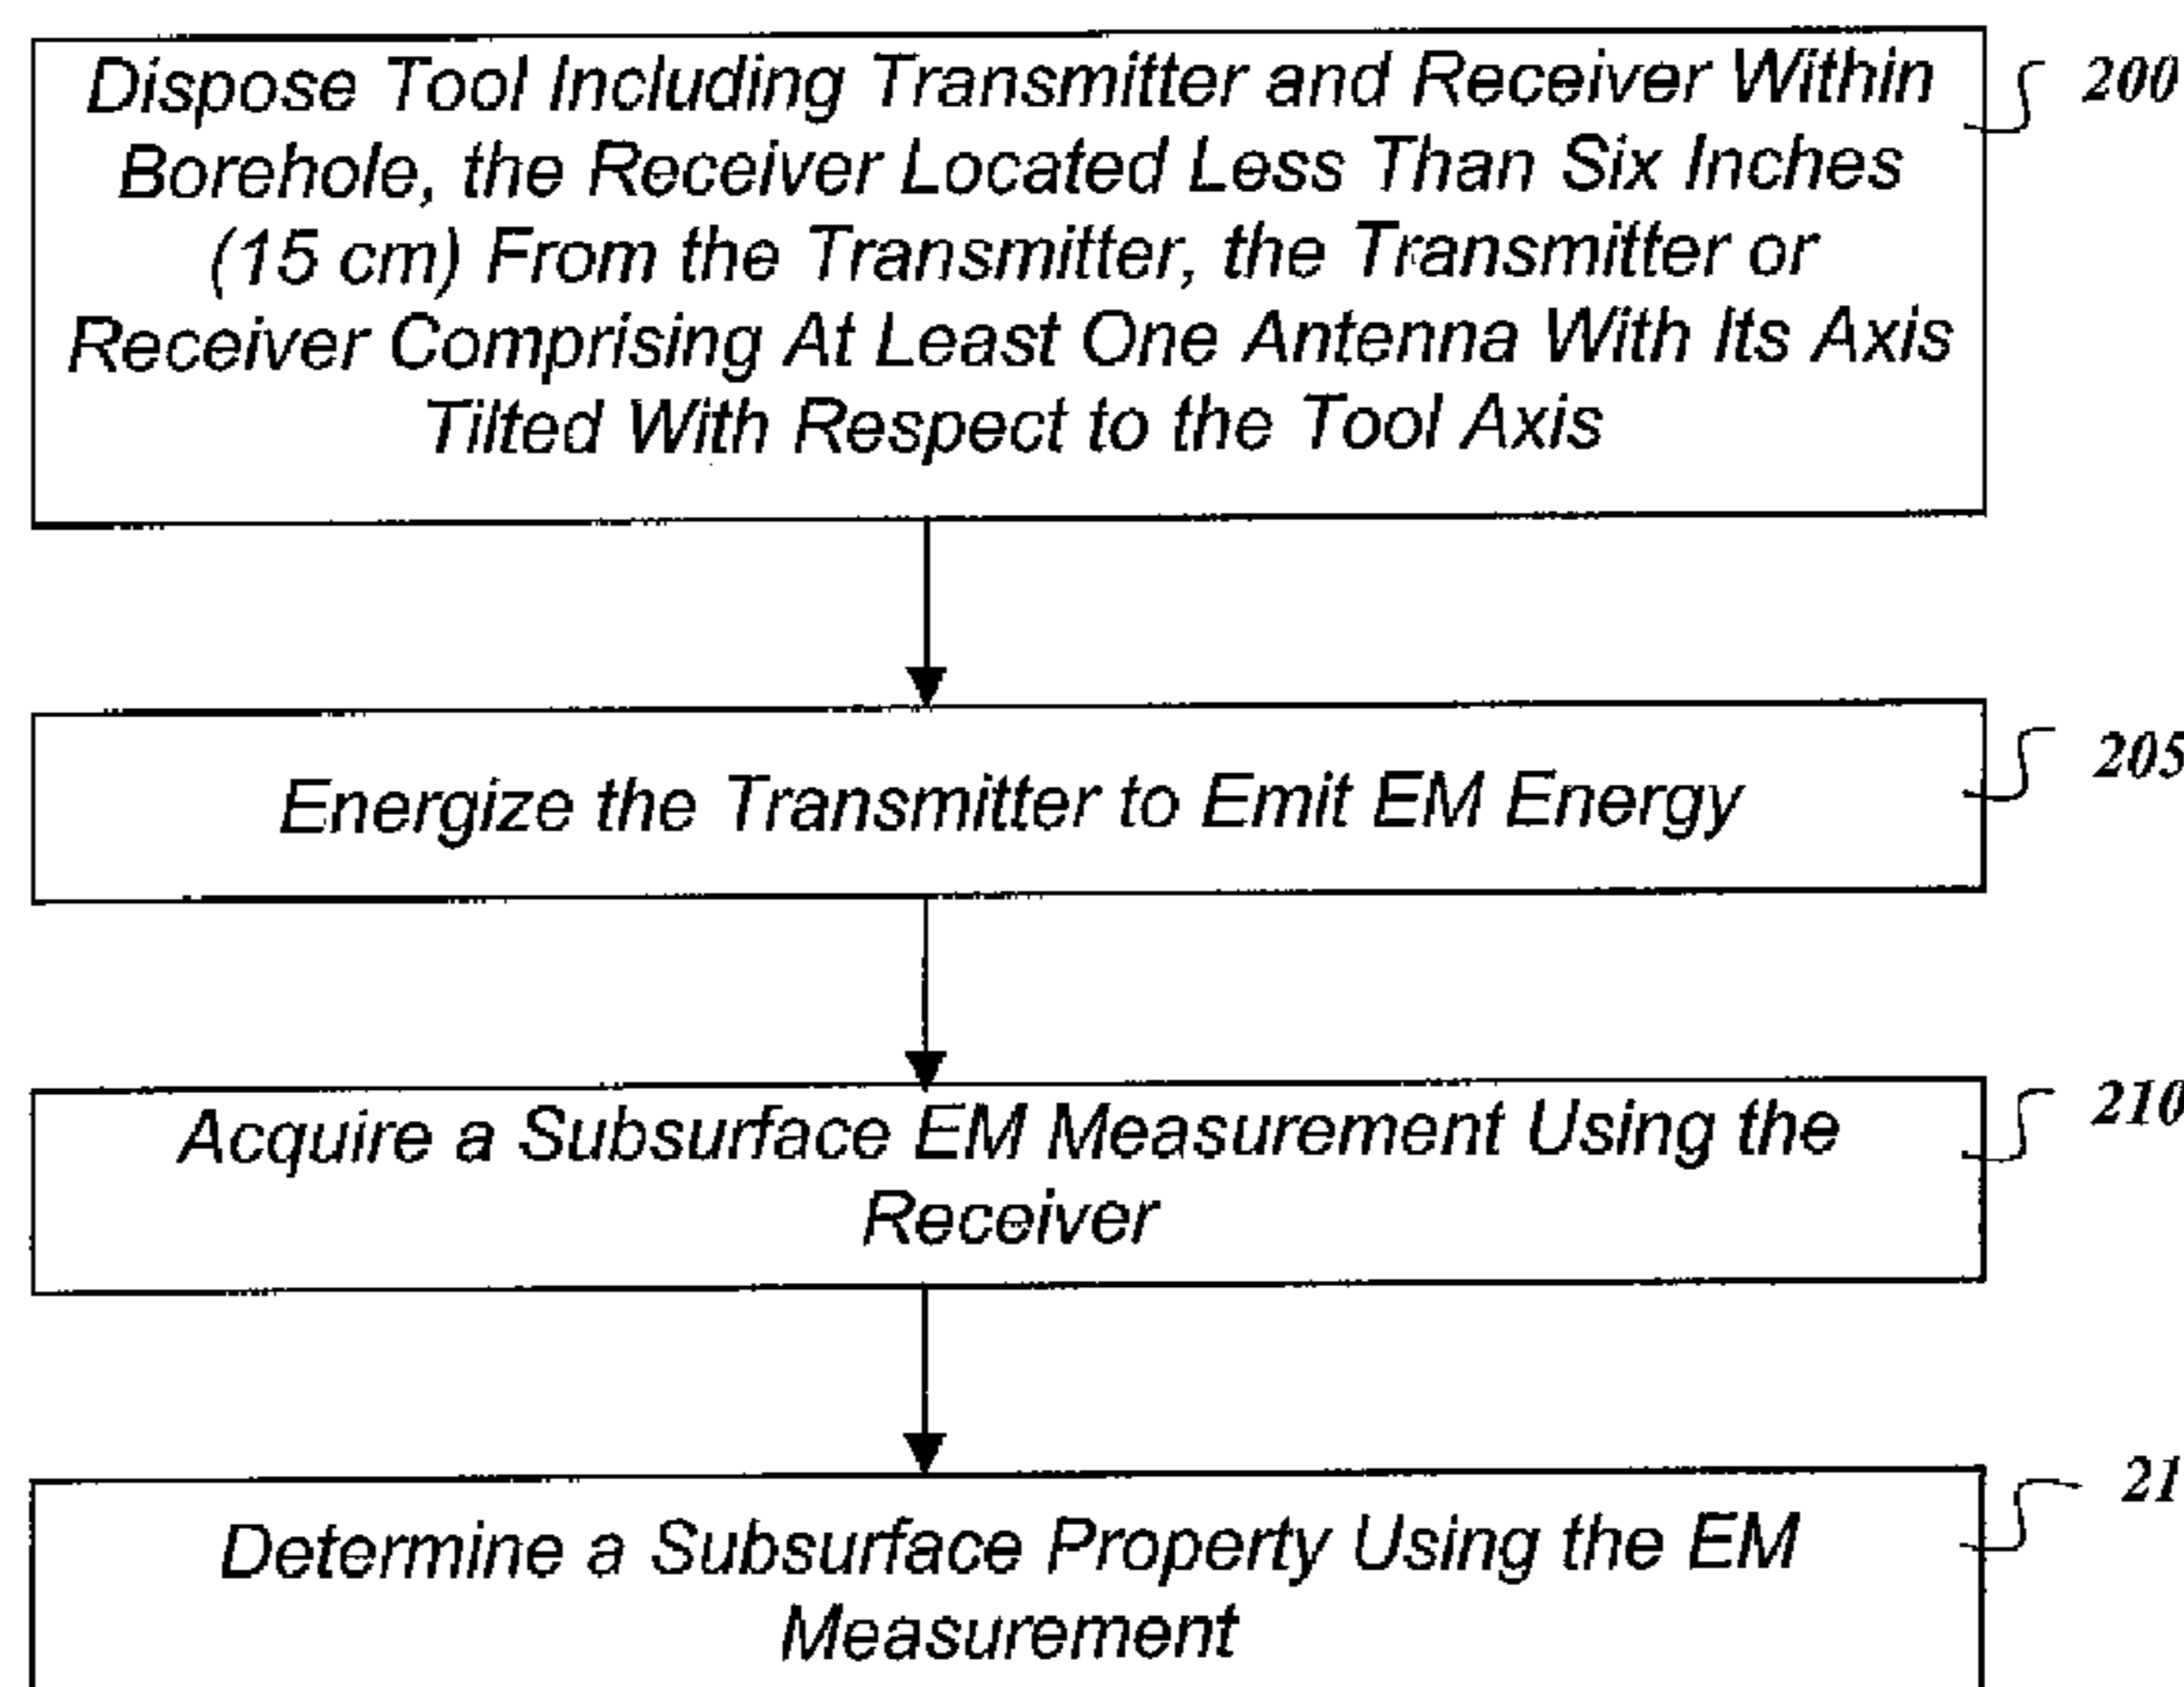 Dispose Tool Including Transmitter and Receiver Within
200
Borehole, the Receiver Located Less Than Six Inches
(15 cm) From the Transmitter, the Transmitter or
Receiver Comprising At Least One Antenna With Its Axis
Tilted With Respect to the Tool Axis
Energize the Transmitter to Emit EM Energy
205
Acquire a Subsurface EM Measurement Using the
210
Receiver
Determine a Subsurface Property Using the EM
21
Measurement